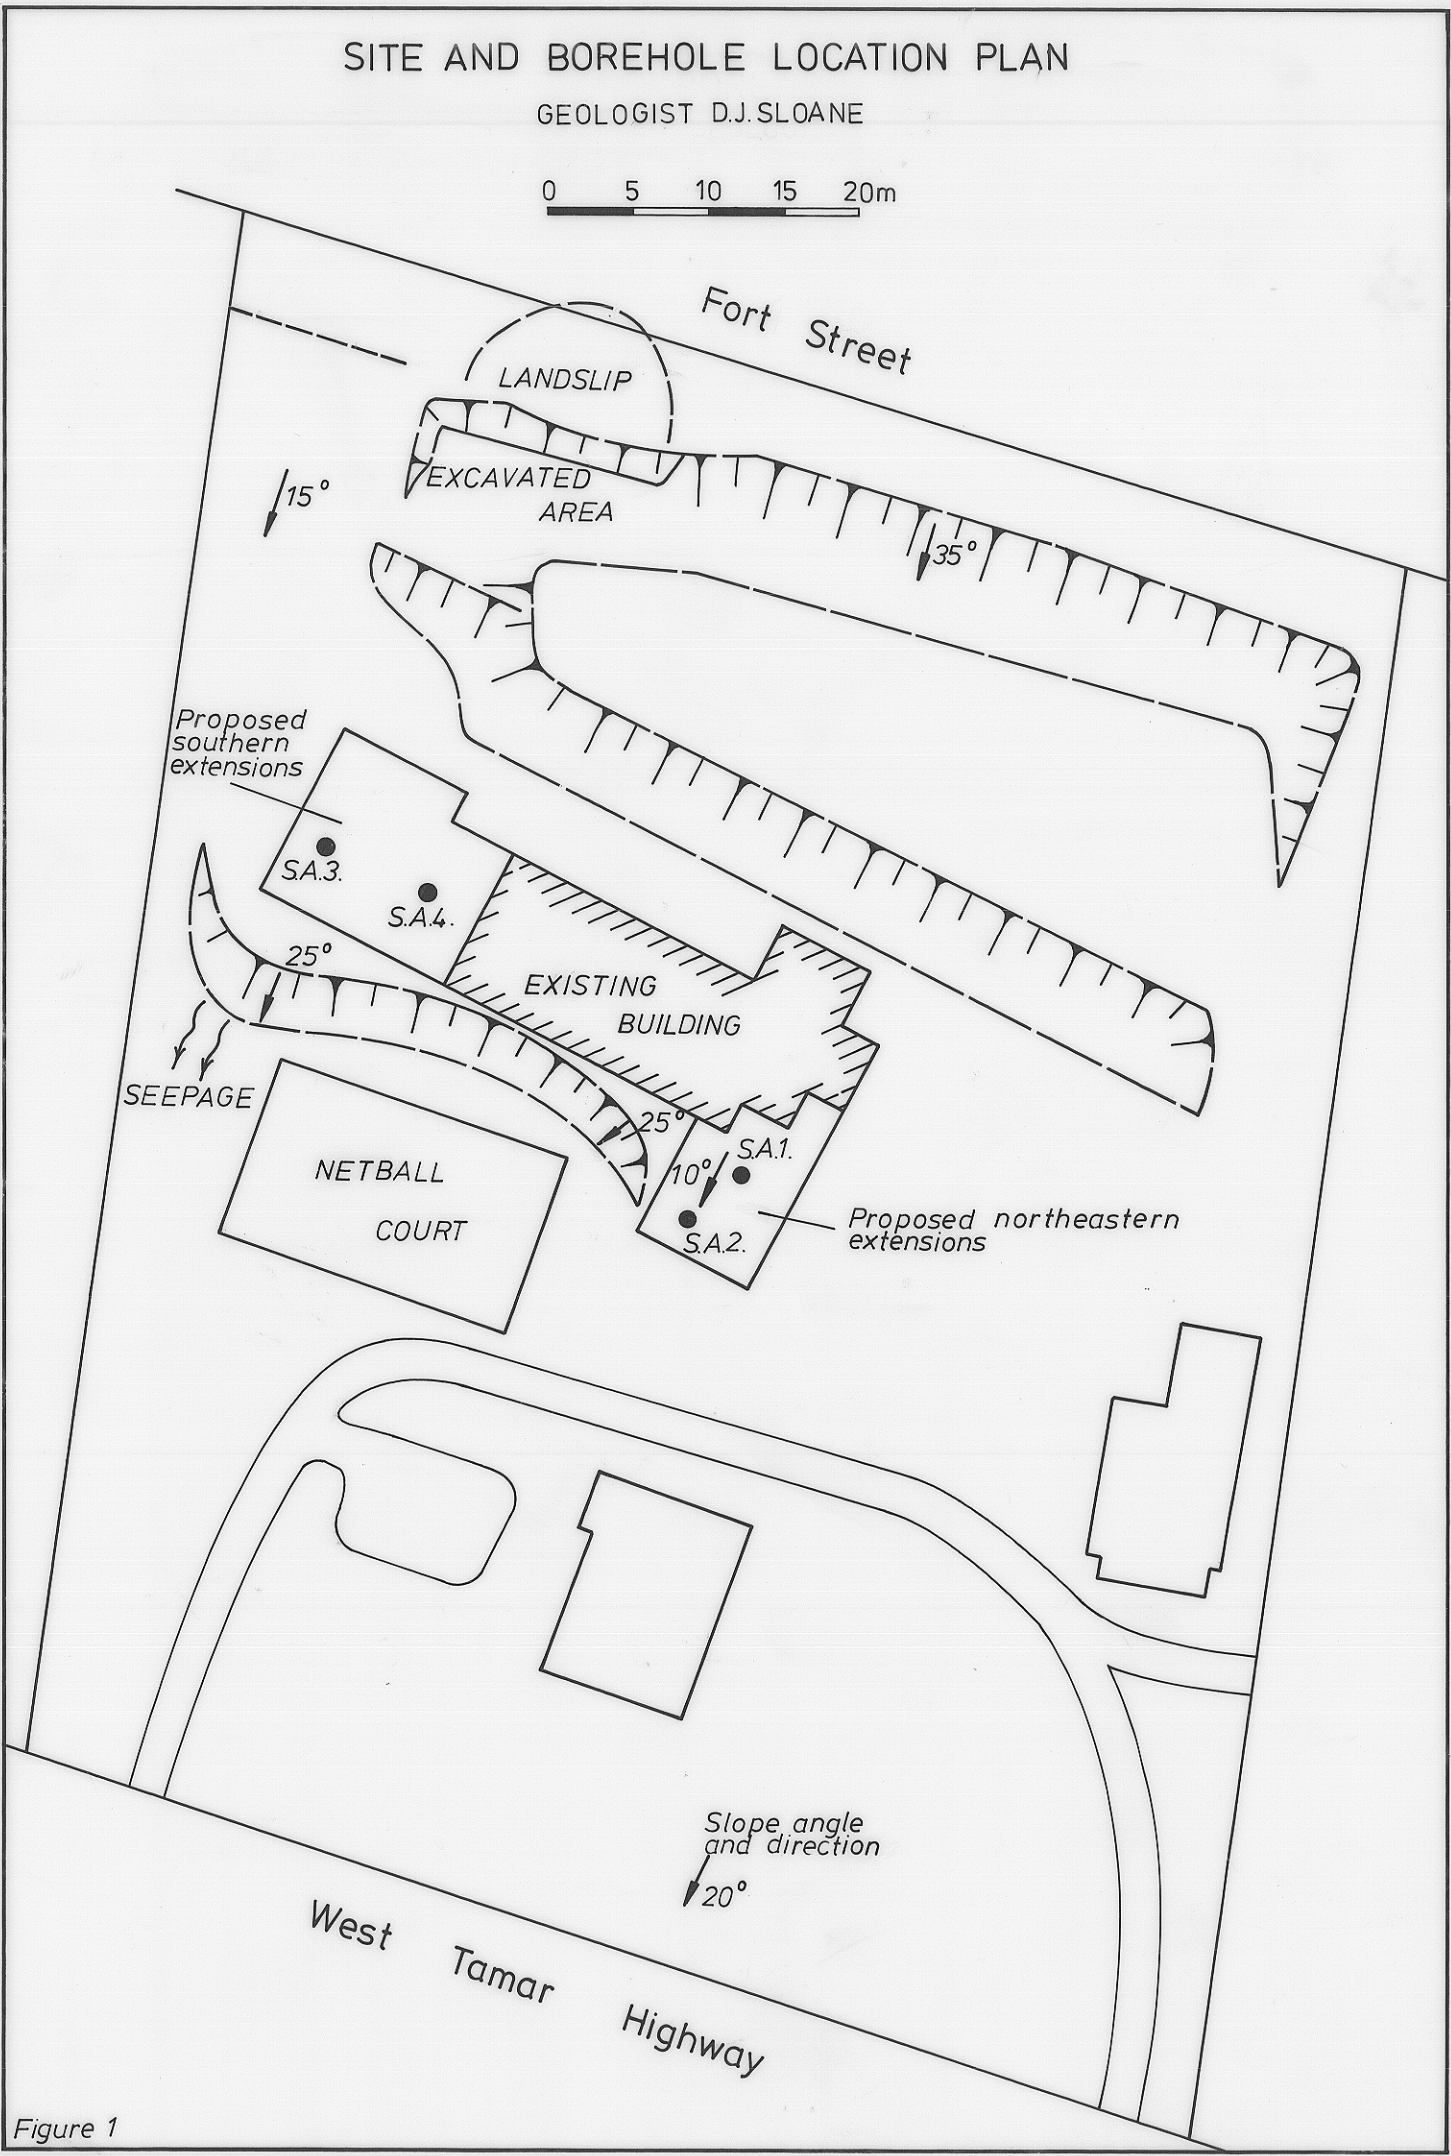 SITE AND BOREHOLE LOCATION PLAN
GEOLOGIST D.J.SLOANE
0 5 10 15 20m
Fort Street
LANDSLIP
EXCAVATED
AREA
15°
35°
Proposed
southern
extensions
S.A.3.
S.A.4.
25°
EXISTING
BUILDING
SEEPAGE
25°
S.A.1.
10°
S.A.2.
NETBALL
COURT
Proposed northeastern
extensions
Slope angle
and direction
20°
West Tamar Highway
Figure 1